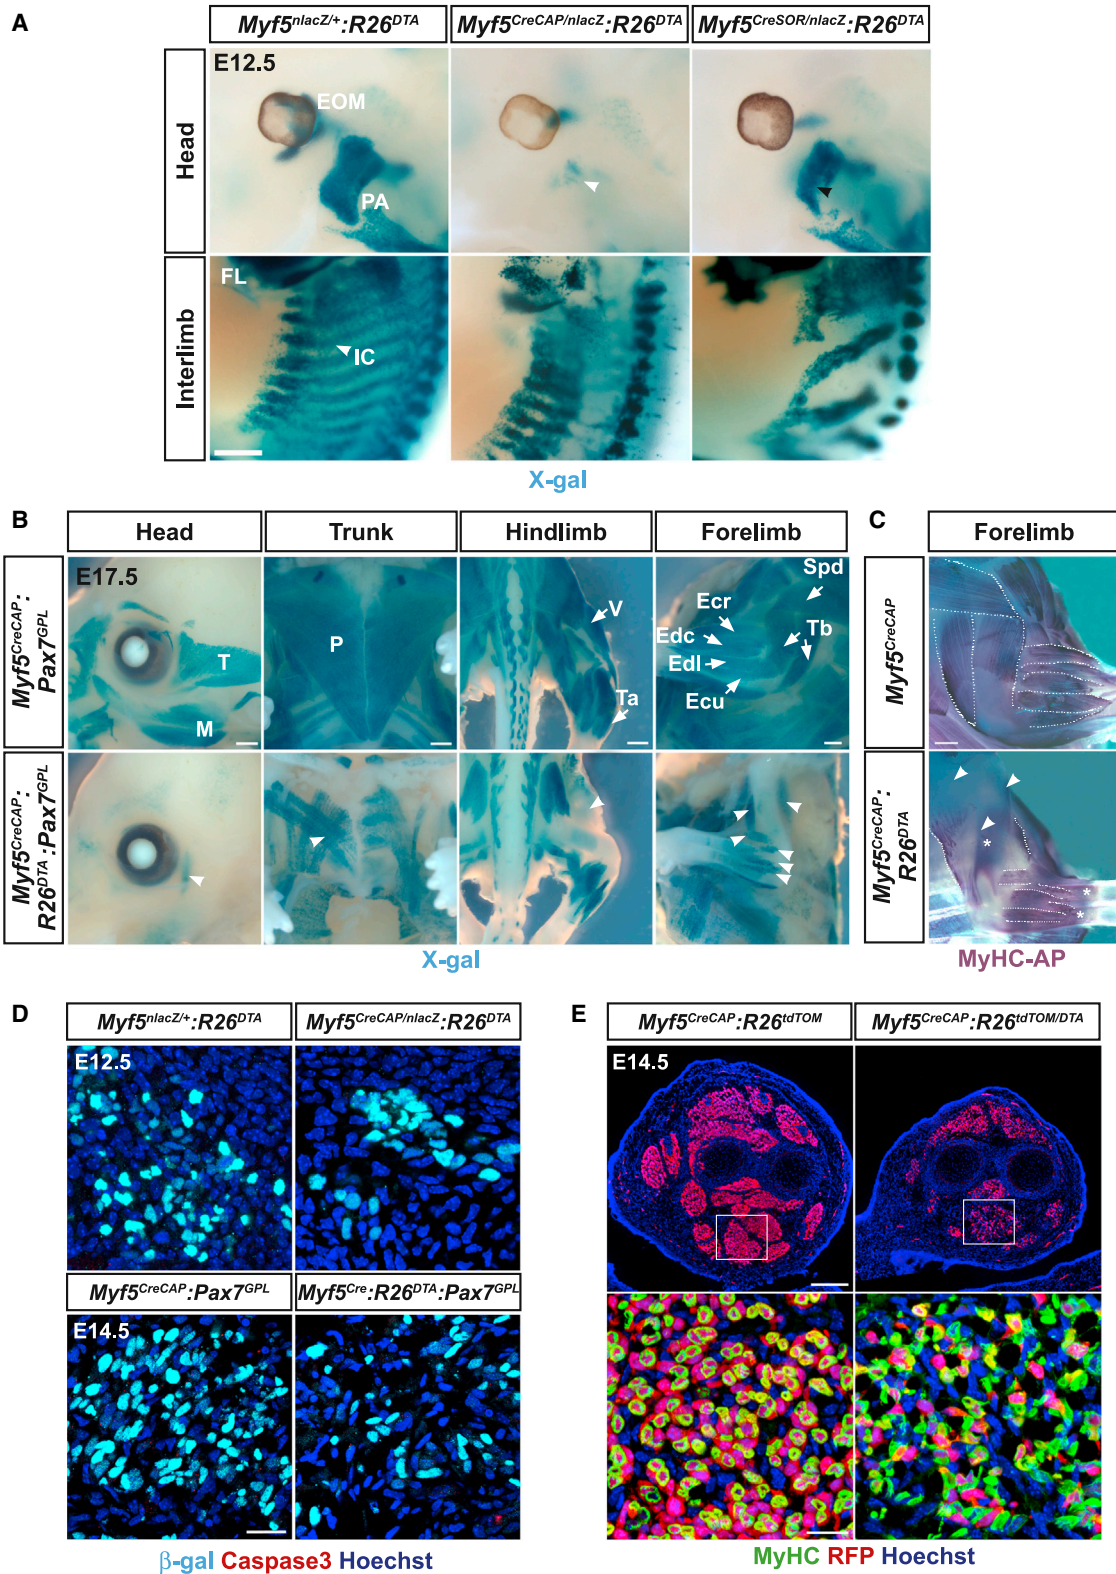 A
Myf5nlacZ/+:R26DTA
Myf5CreCAP/nlacZ:R26DTA
Myf5CreSOR/nlacZ:R26DTA
Head
E12.5
EOM
PA
Interlimb
FL
IC
X-gal
B
Head
Trunk
Hindlimb
Forelimb
Myf5CreCAP:
Pax7GPL
E17.5
T
M
P
V
Ta
Spd
Ecr
Edc
Tb
Edl
Ecu
Myf5CreCAP:
R26DTA:Pax7GPL
X-gal
C
Forelimb
Myf5CreCAP
Myf5CreCAP:
R26DTA
*
*
*
MyHC-AP
D
Myf5nlacZ/+:R26DTA
Myf5CreCAP/nlacZ:R26DTA
E12.5
Myf5CreCAP:Pax7GPL
Myf5Cre:R26DTA:Pax7GPL
E14.5
β-gal Caspase3 Hoechst
E
Myf5CreCAP:R26tdTOM
Myf5CreCAP:R26tdTOM/DTA
E14.5
MyHC RFP Hoechst